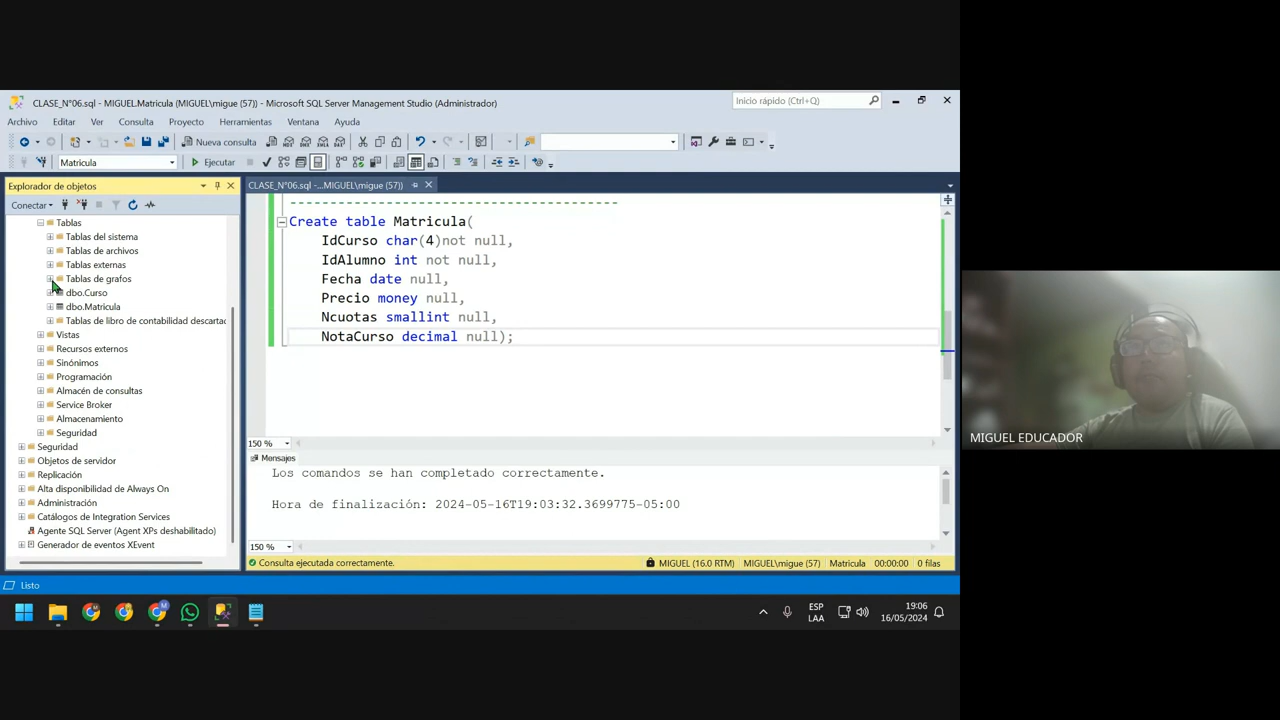 CLASE_N°06.sql - MIGUEL.Matricula (MIGUEL\migue (57)) - Microsoft SQL Server Management Studio (Administrador)
Inicio rápido (Ctrl+Q)
Archivo Editar Ver Consulta Proyecto Herramientas Ventana Ayuda
Nueva consulta
Matricula
Ejecutar
Explorador de objetos
Conectar
Tablas
Tablas del sistema
Tablas de archivos
Tablas externas
Tablas de grafos
dbo.Curso
dbo.Matricula
Tablas de libro de contabilidad descartac
Vistas
Recursos externos
Sinónimos
Programación
Almacén de consultas
Service Broker
Almacenamiento
Seguridad
Seguridad
Objetos de servidor
Replicación
Alta disponibilidad de Always On
Administración
Catálogos de Integration Services
Agente SQL Server (Agent XPs deshabilitado)
Generador de eventos XEvent
CLASE_N°06.sql -...MIGUEL\migue (57))
-----------------------------------------
Create table Matricula(
IdCurso char(4)not null,
IdAlumno int not null,
Fecha date null,
Precio money null,
Ncuotas smallint null,
NotaCurso decimal null);
150 %
Mensajes
Los comandos se han completado correctamente.
Hora de finalización: 2024-05-16T19:03:32.3699775-05:00
150 %
Consulta ejecutada correctamente.
MIGUEL (16.0 RTM) MIGUEL\migue (57) Matricula 00:00:00 0 filas
Listo
ESP
LAA
19:06
16/05/2024
MIGUEL EDUCADOR